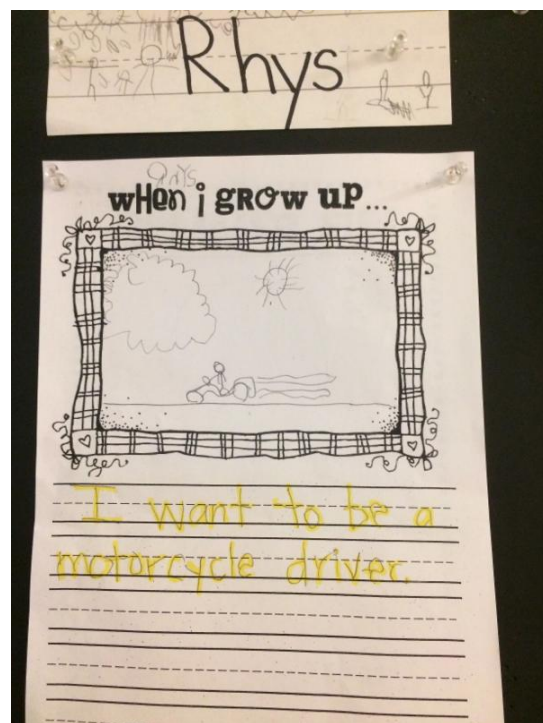 Rhys
Rhys
when i grow up...
I want to be a
motorcycle driver.